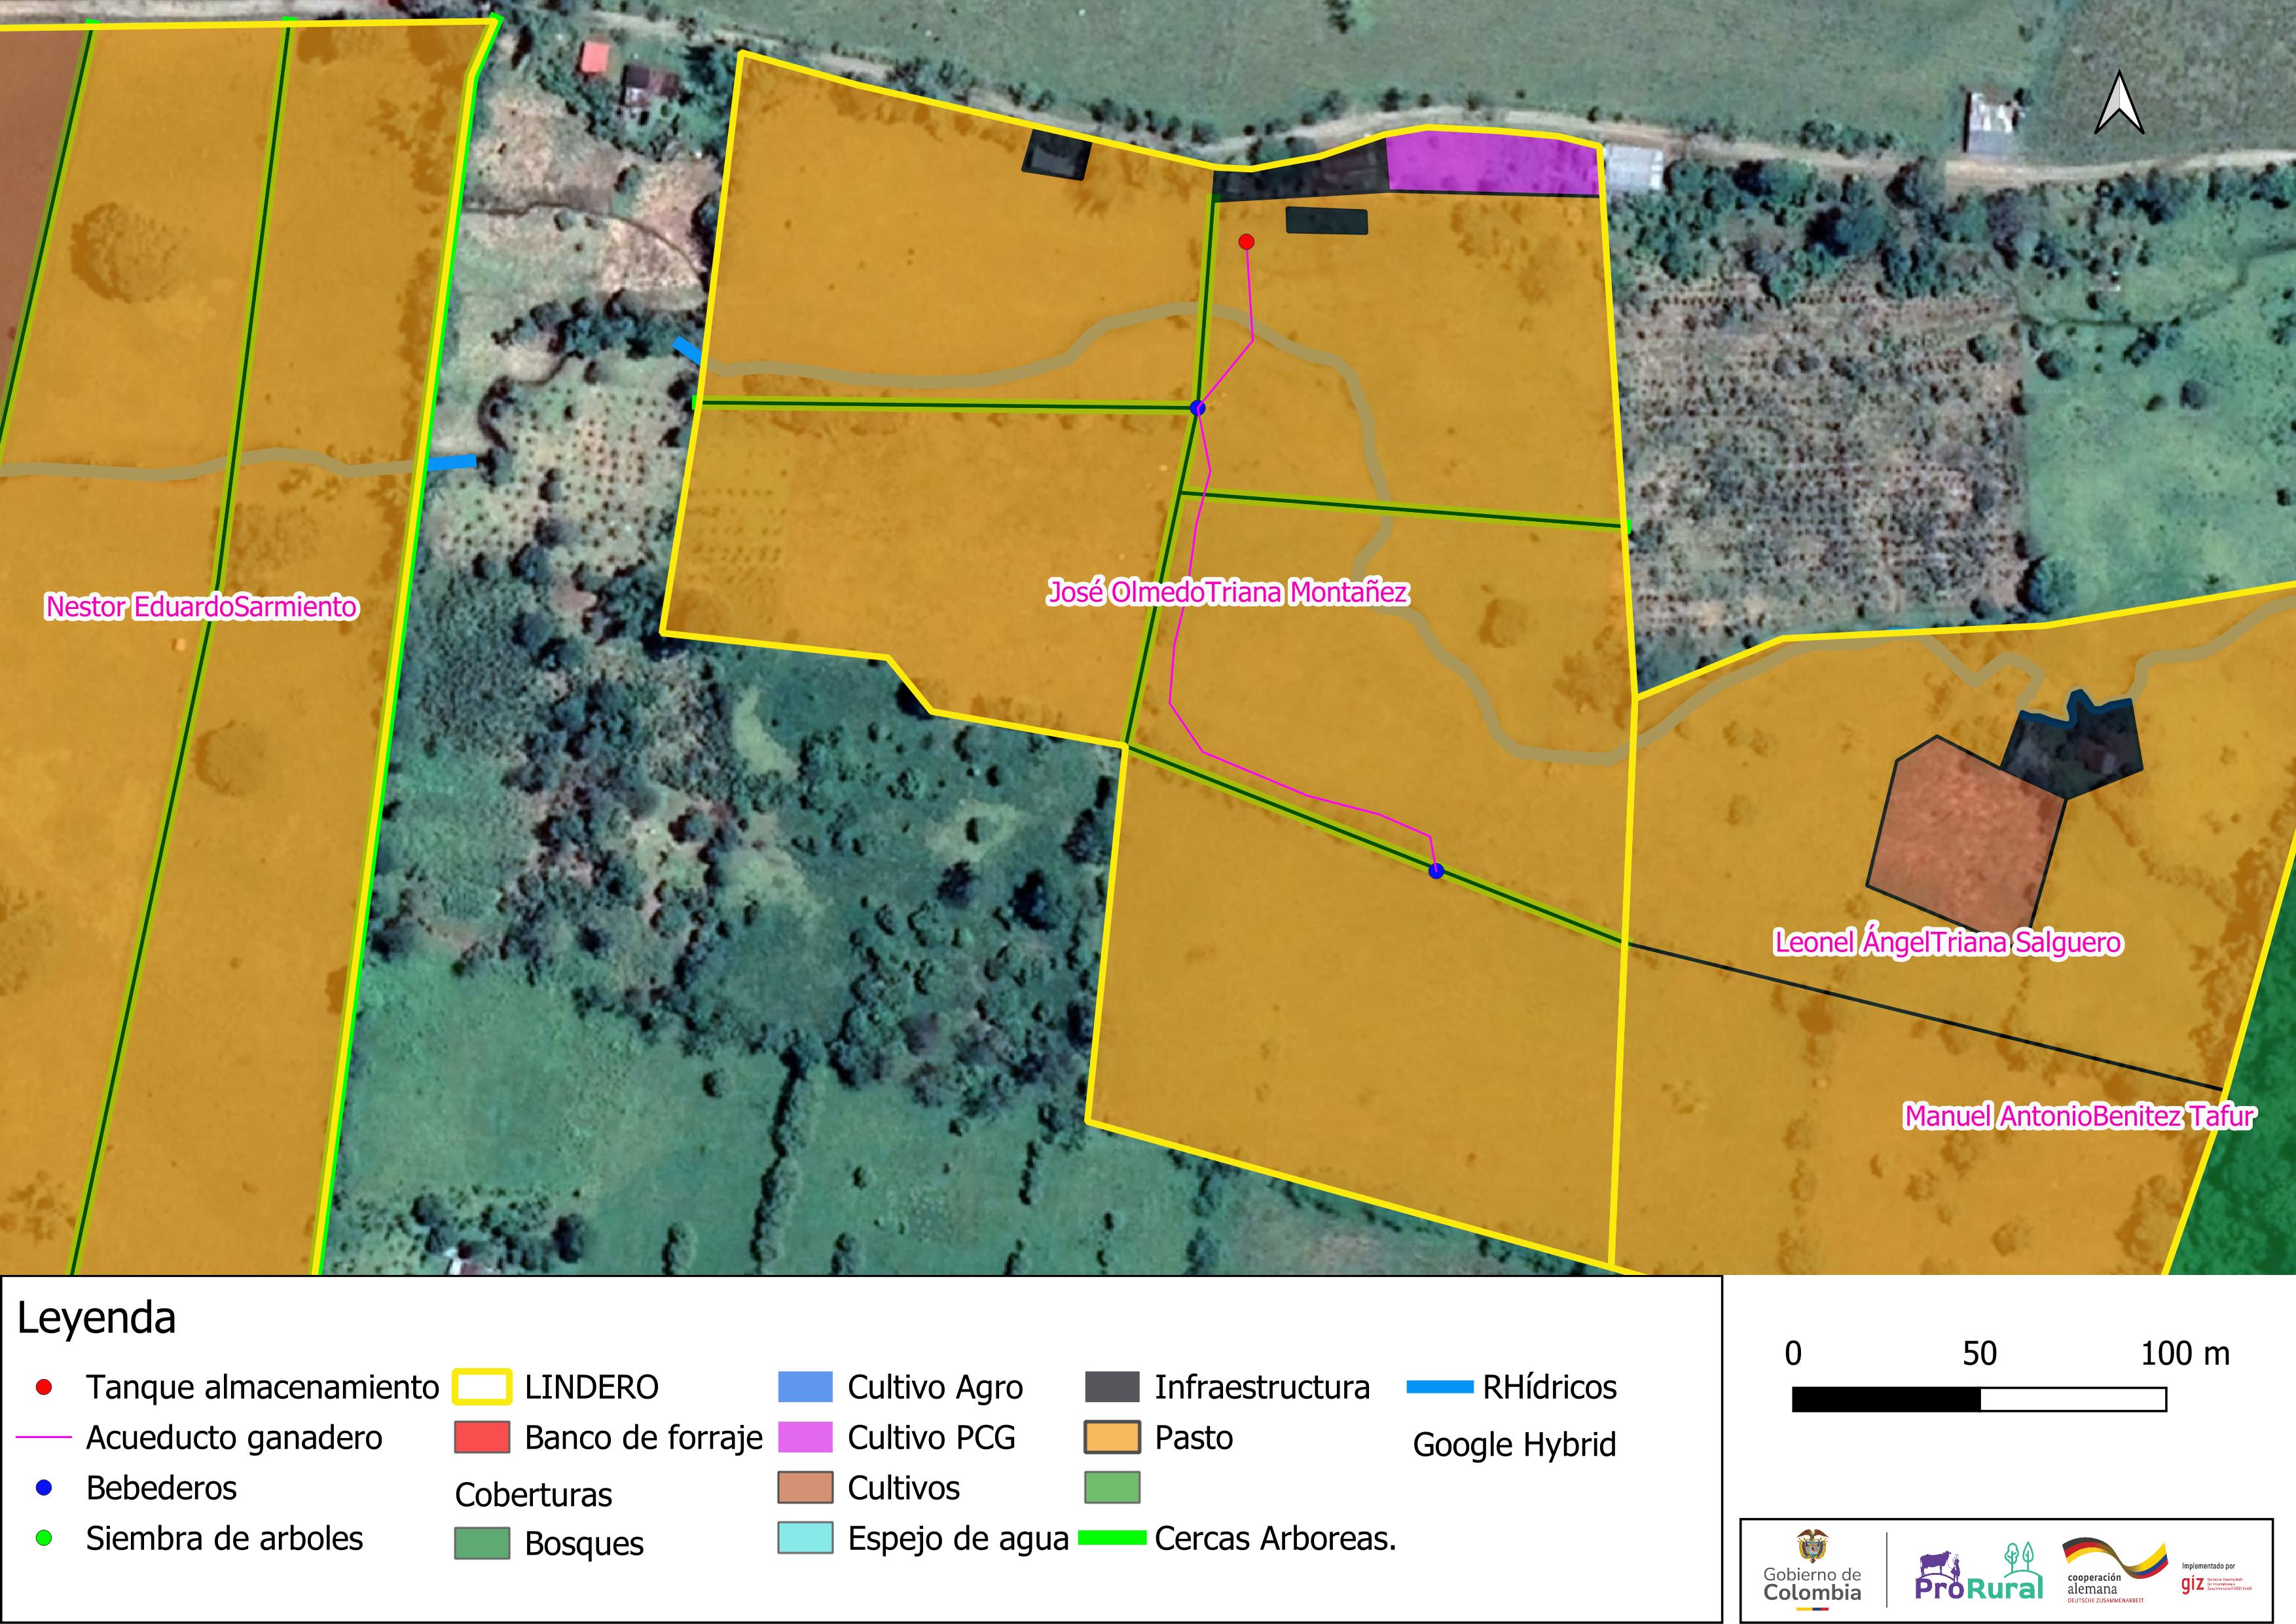 Nestor EduardoSarmiento
José OlmedoTriana Montañez
Leonel ÁngelTriana Salguero
Manuel AntonioBenitez Tafur
Leyenda
Tanque almacenamiento
Acueducto ganadero
Bebederos
Siembra de arboles
LINDERO
Banco de forraje
Coberturas
Bosques
Cultivo Agro
Cultivo PCG
Cultivos
Espejo de agua
Infraestructura
Pasto
Cercas Arboreas.
RHídricos
Google Hybrid
0 50 100 m
Gobierno de
Colombia
ProRural
cooperación
alemana
DEUTSCHE ZUSAMMENARBEIT
Implementado por
giz